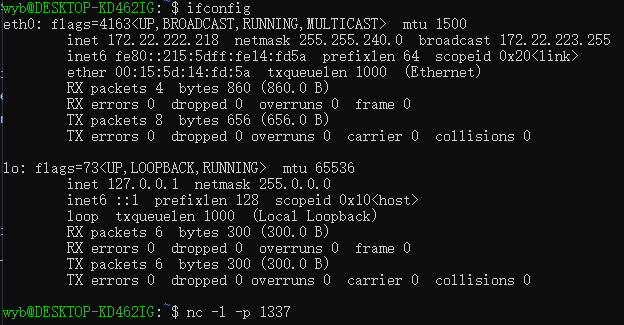 wyb@DESKTOP-KD462IG:~$ ifconfig
eth0: flags=4163<UP,BROADCAST,RUNNING,MULTICAST>  mtu 1500
        inet 172.22.222.218  netmask 255.255.240.0  broadcast 172.22.223.255
        inet6 fe80::215:5dff:fe14:fd5a  prefixlen 64  scopeid 0x20<link>
        ether 00:15:5d:14:fd:5a  txqueuelen 1000  (Ethernet)
        RX packets 4  bytes 860 (860.0 B)
        RX errors 0  dropped 0  overruns 0  frame 0
        TX packets 8  bytes 656 (656.0 B)
        TX errors 0  dropped 0 overruns 0  carrier 0  collisions 0

lo: flags=73<UP,LOOPBACK,RUNNING>  mtu 65536
        inet 127.0.0.1  netmask 255.0.0.0
        inet6 ::1  prefixlen 128  scopeid 0x10<host>
        loop  txqueuelen 1000  (Local Loopback)
        RX packets 6  bytes 300 (300.0 B)
        RX errors 0  dropped 0  overruns 0  frame 0
        TX packets 6  bytes 300 (300.0 B)
        TX errors 0  dropped 0 overruns 0  carrier 0  collisions 0

wyb@DESKTOP-KD462IG:~$ nc -l -p 1337